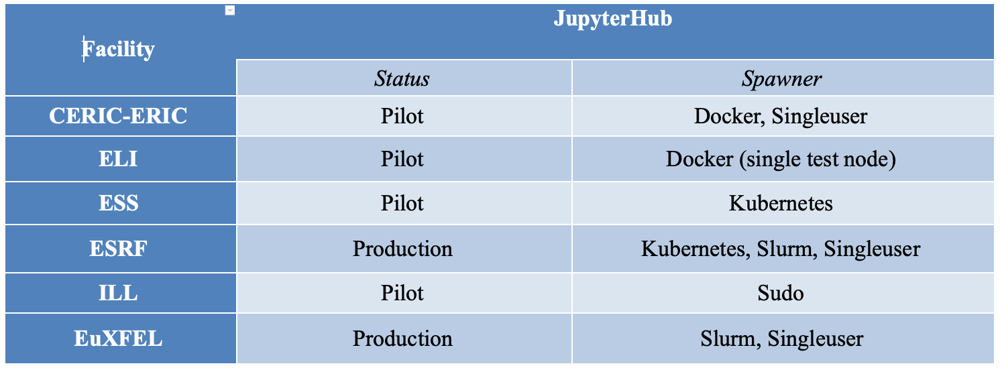 JupyterHub
Facility
Status Spawner
CERIC-ERIC Pilot Docker, Singleuser
ELI Pilot Docker (single test node)
ESS Pilot Kubernetes
ESRF Production Kubernetes, Slurm, Singleuser
ILL Pilot Sudo
EuXFEL Production Slurm, Singleuser